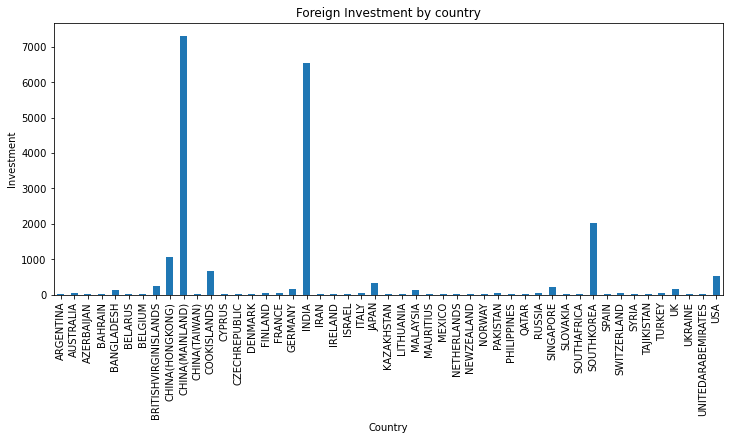 Foreign Investment by country
7000
6000
5000
4000
3000
2000
1000
0
Investment
ARGENTINA
AUSTRALIA
AZERBAIJAN
BAHRAIN
BANGLADESH
BELARUS
BELGIUM
BRITISHVIRGINISLANDS
CHINA(HONGKONG)
CHINA(MAINLAND)
CHINA(TAIWAN)
COOKISLANDS
CYPRUS
CZECHREPUBLIC
DENMARK
FINLAND
FRANCE
GERMANY
INDIA
IRAN
IRELAND
ISRAEL
ITALY
JAPAN
KAZAKHSTAN
LITHUANIA
MALAYSIA
MAURITIUS
MEXICO
NETHERLANDS
NEWZEALAND
NORWAY
PAKISTAN
PHILIPPINES
QATAR
RUSSIA
SINGAPORE
SLOVAKIA
SOUTHAFRICA
SOUTHKOREA
SPAIN
SWITZERLAND
SYRIA
TAJIKISTAN
TURKEY
UK
UKRAINE
UNITEDARABEMIRATES
USA
Country